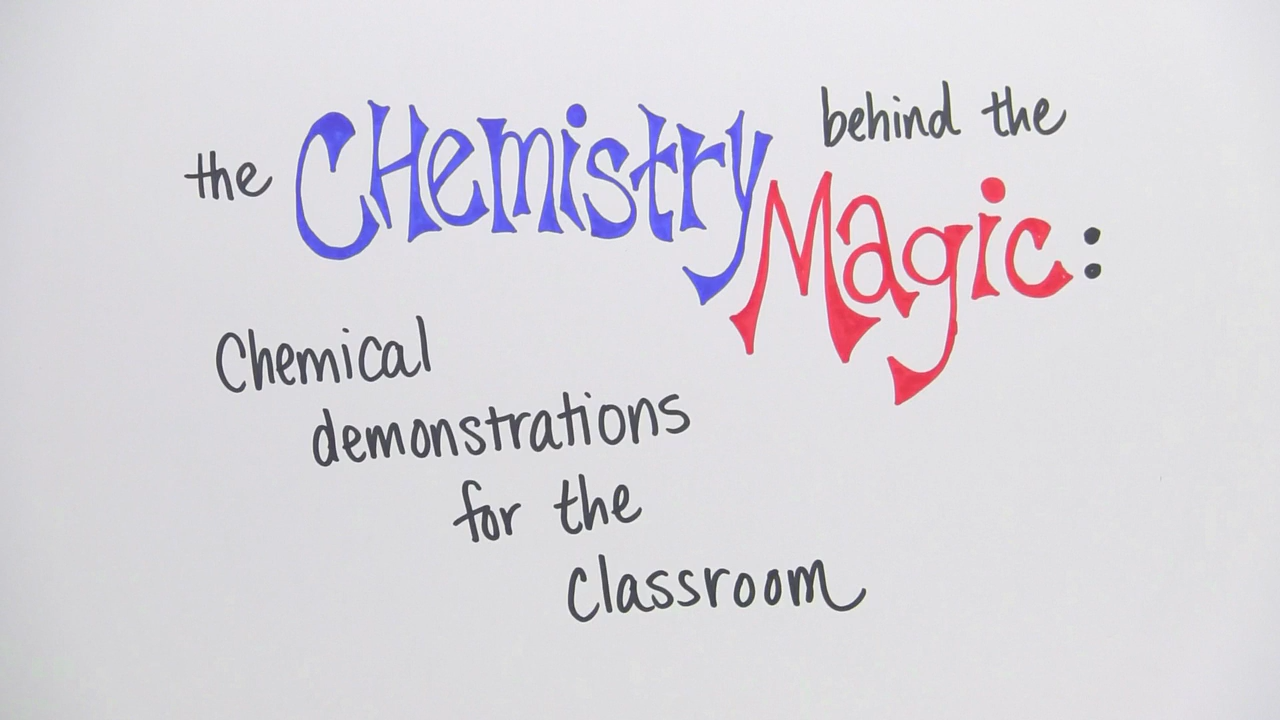 the CHemistry behind the
Magic:
Chemical
demonstrations
for the
classroom